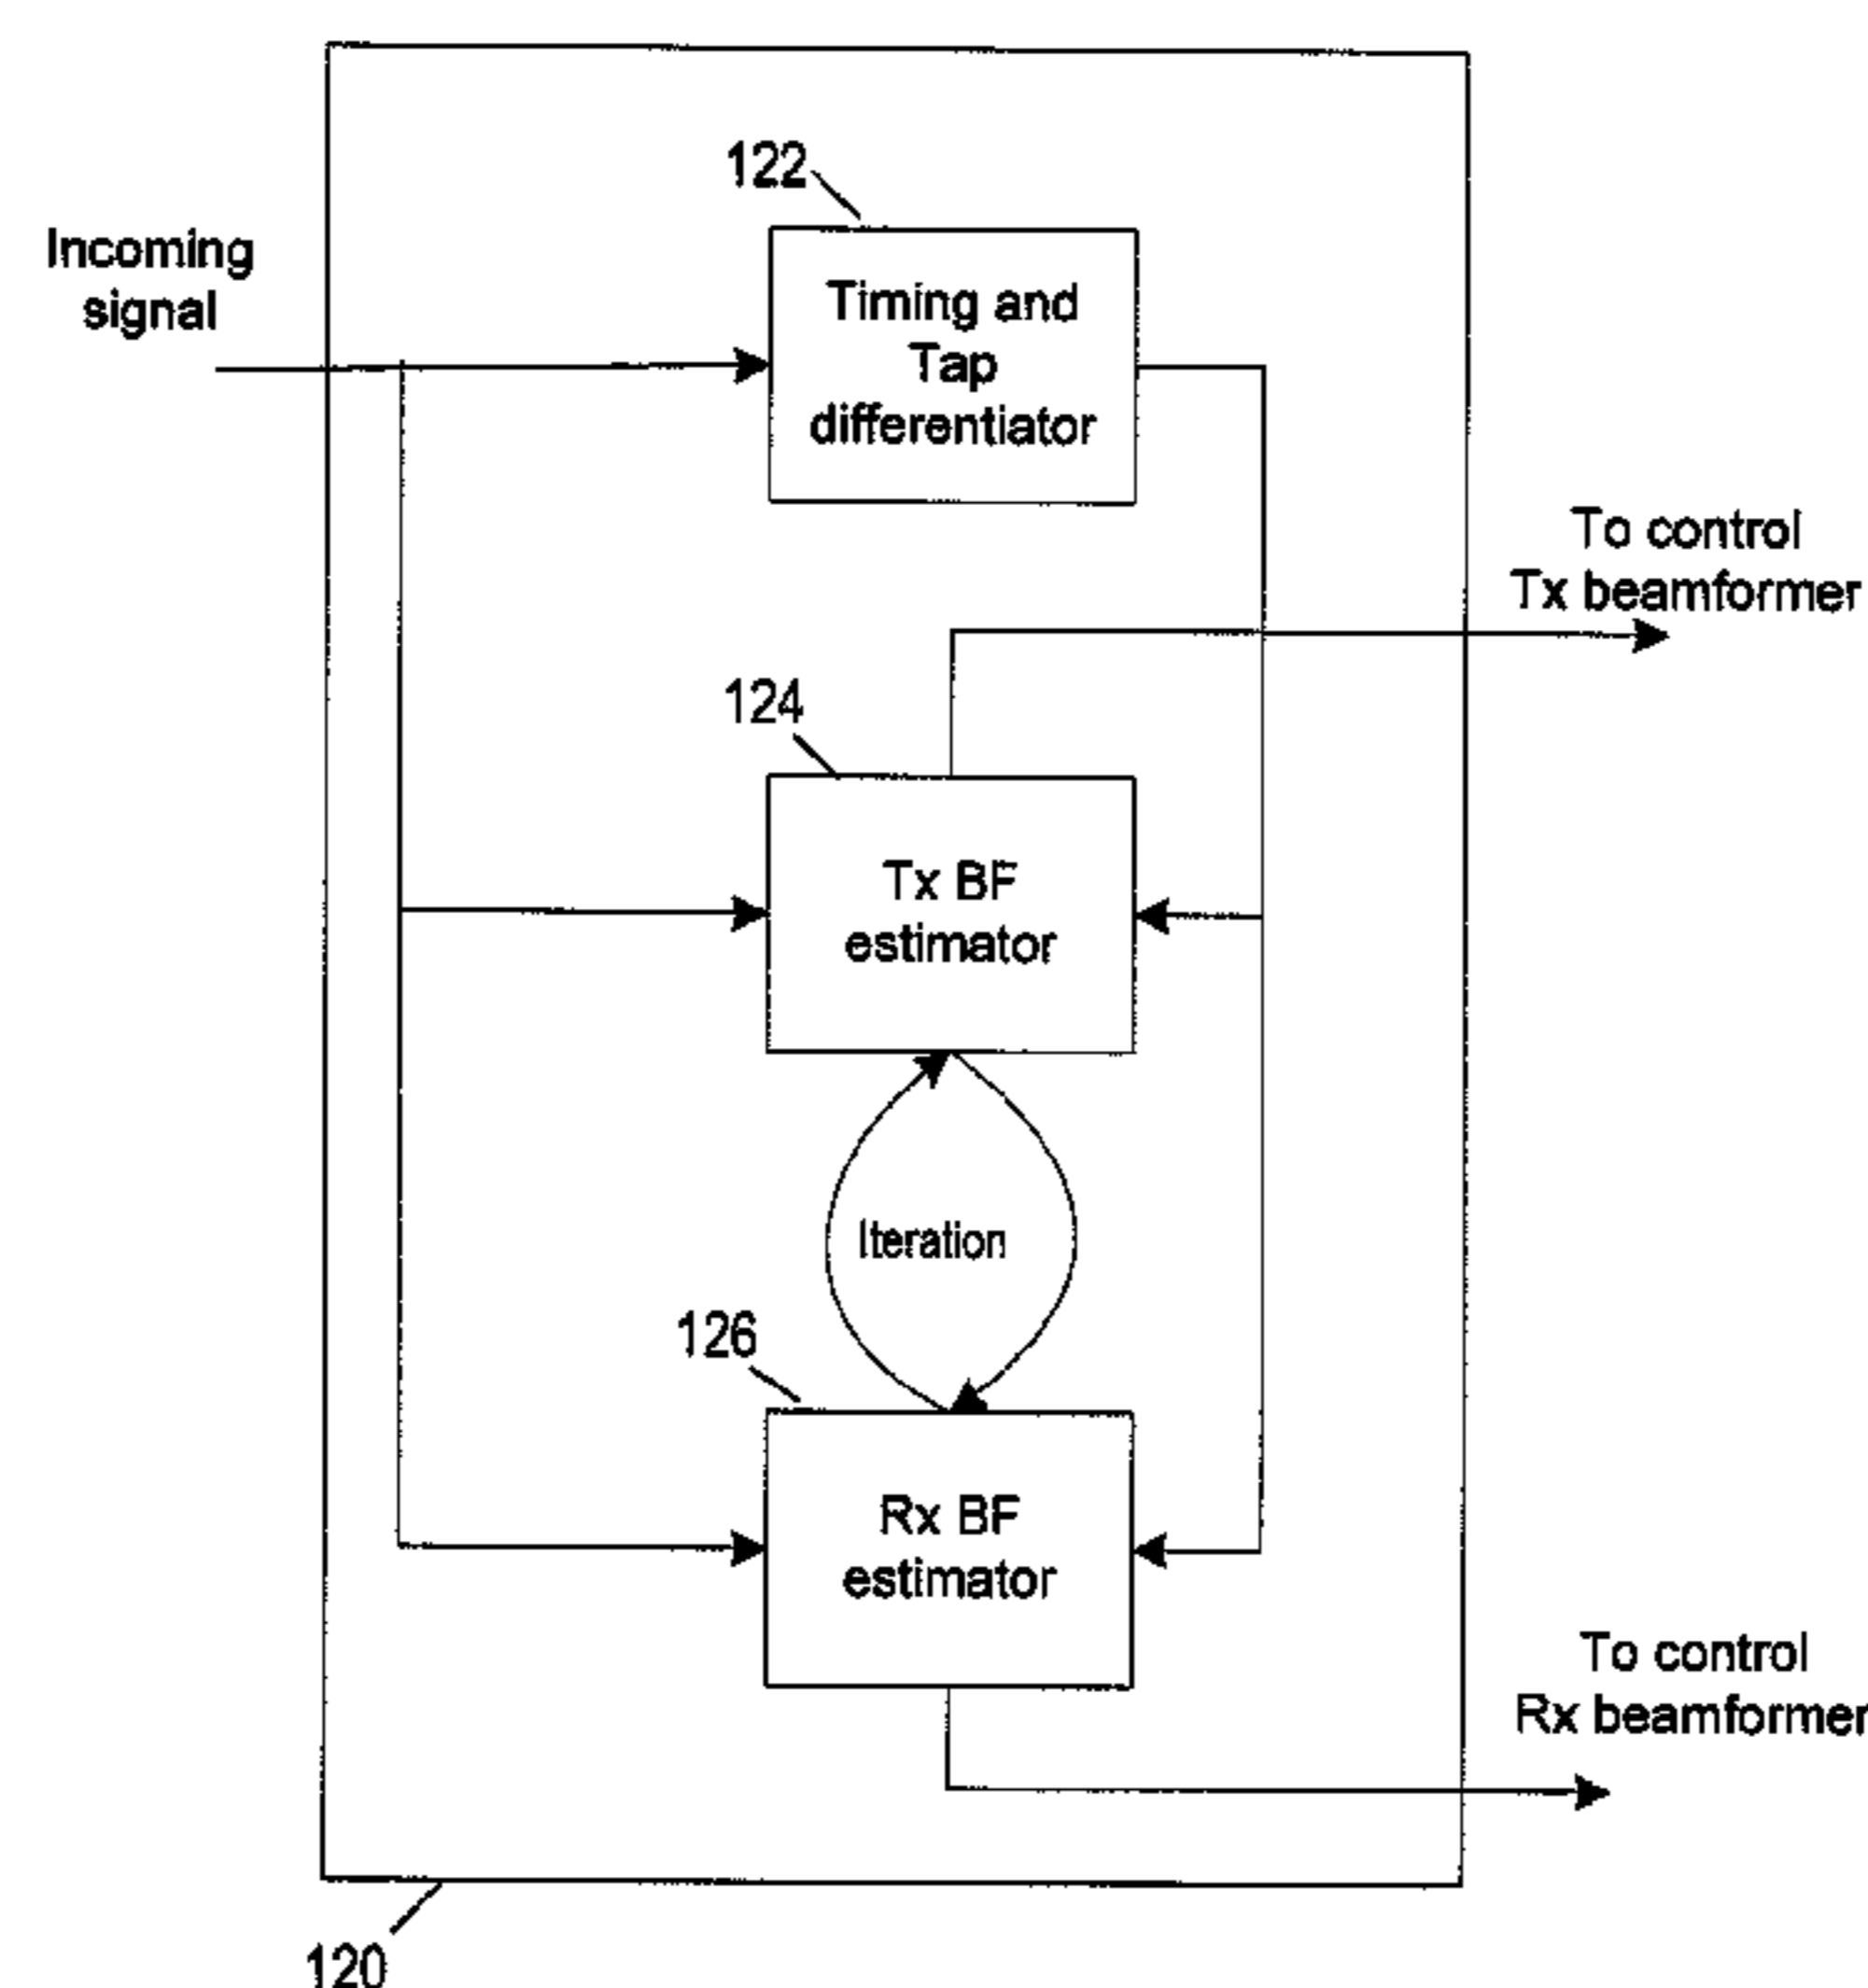 122
Incoming
signal
Timing and
Tap
differentiator
To control
Tx beamformer
124
Tx BF
estimator
Iteration
126
Rx BF
estimator
To control
Rx beamformer
120